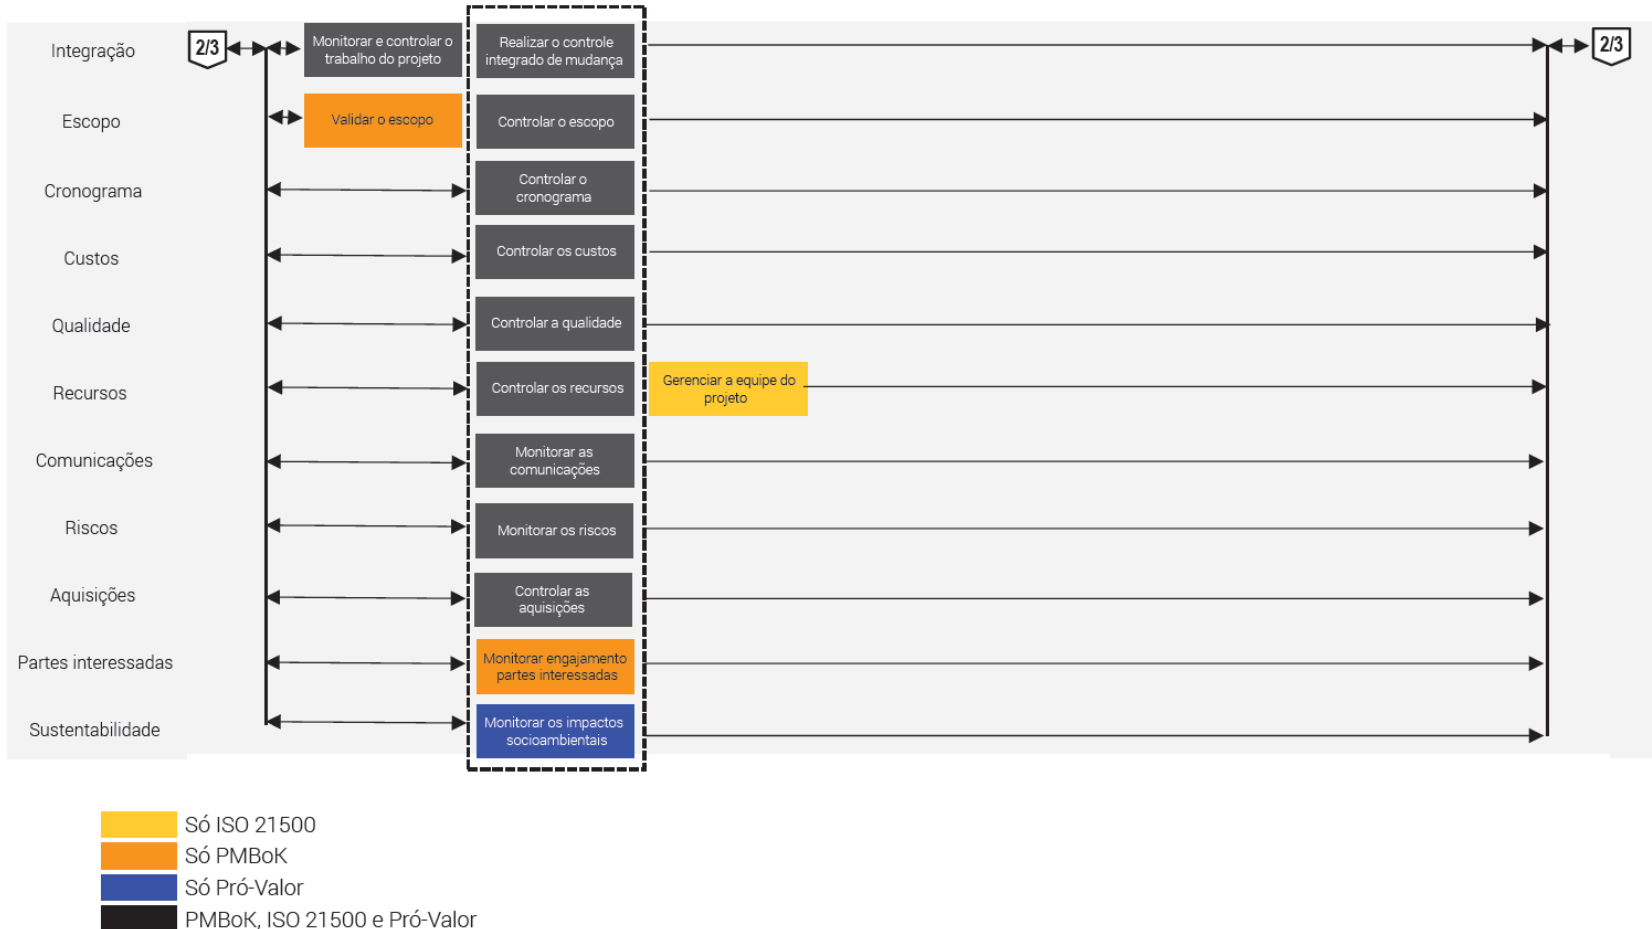 Integração
2/3
Monitorar e controlar o
trabalho do projeto
Realizar o controle
integrado de mudança
2/3
Escopo
Validar o escopo
Controlar o escopo
Cronograma
Controlar o
cronograma
Custos
Controlar os custos
Qualidade
Controlar a qualidade
Recursos
Controlar os recursos
Gerenciar a equipe do
projeto
Comunicações
Monitorar as
comunicações
Riscos
Monitorar os riscos
Aquisições
Controlar as
aquisições
Partes interessadas
Monitorar engajamento
partes interessadas
Sustentabilidade
Monitorar os impactos
socioambientais
Só ISO 21500
Só PMBoK
Só Pró-Valor
PMBoK, ISO 21500 e Pró-Valor